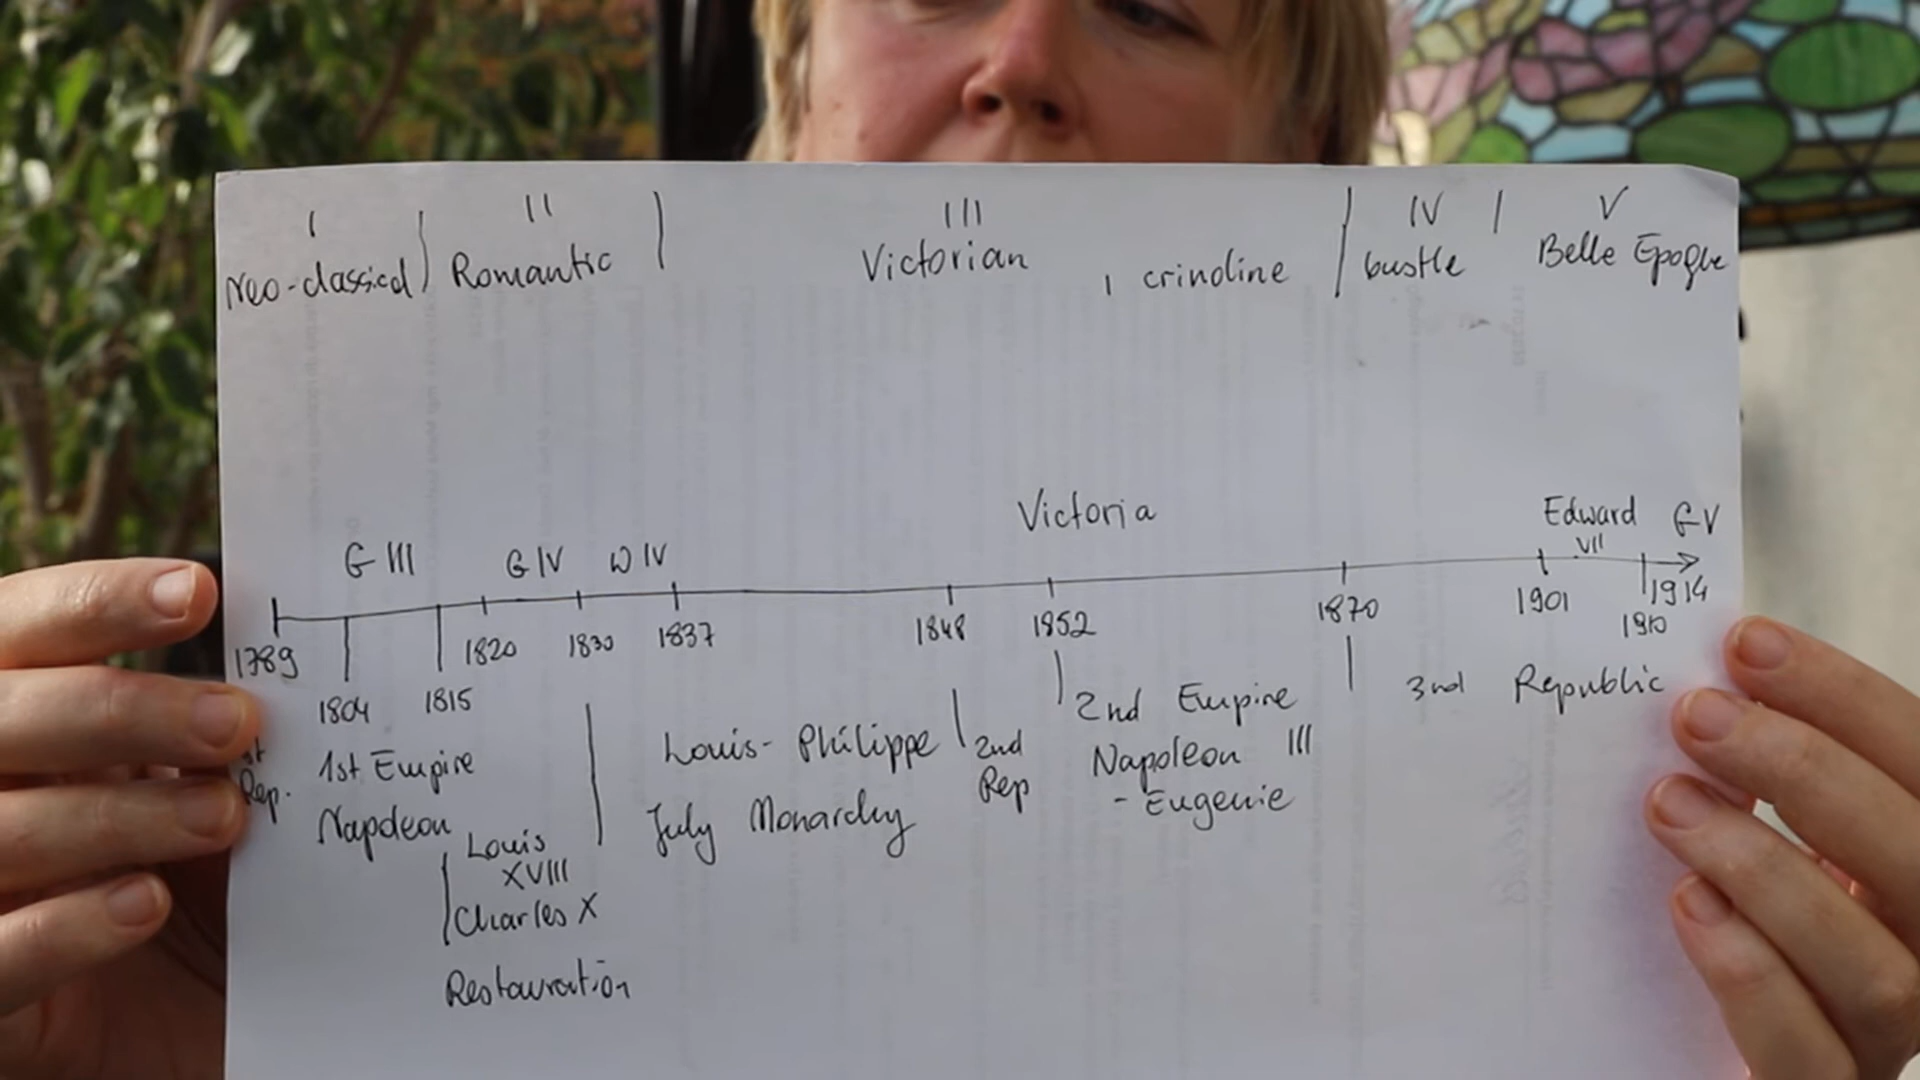 I II III IV V
Neo-classical Romantic Victorian crinoline bustle Belle Epoque
Victoria
Edward VII G V
G III G IV W IV
1789 1804 1815 1820 1830 1837 1848 1852 1870 1901 1910 1914
2nd Empire 3nd Republic
st Rep. 1st Empire Louis-Philippe 2nd Rep Napoleon III
Napoleon July Monarchy - Eugenie
Louis XVIII
Charles X
Restauration